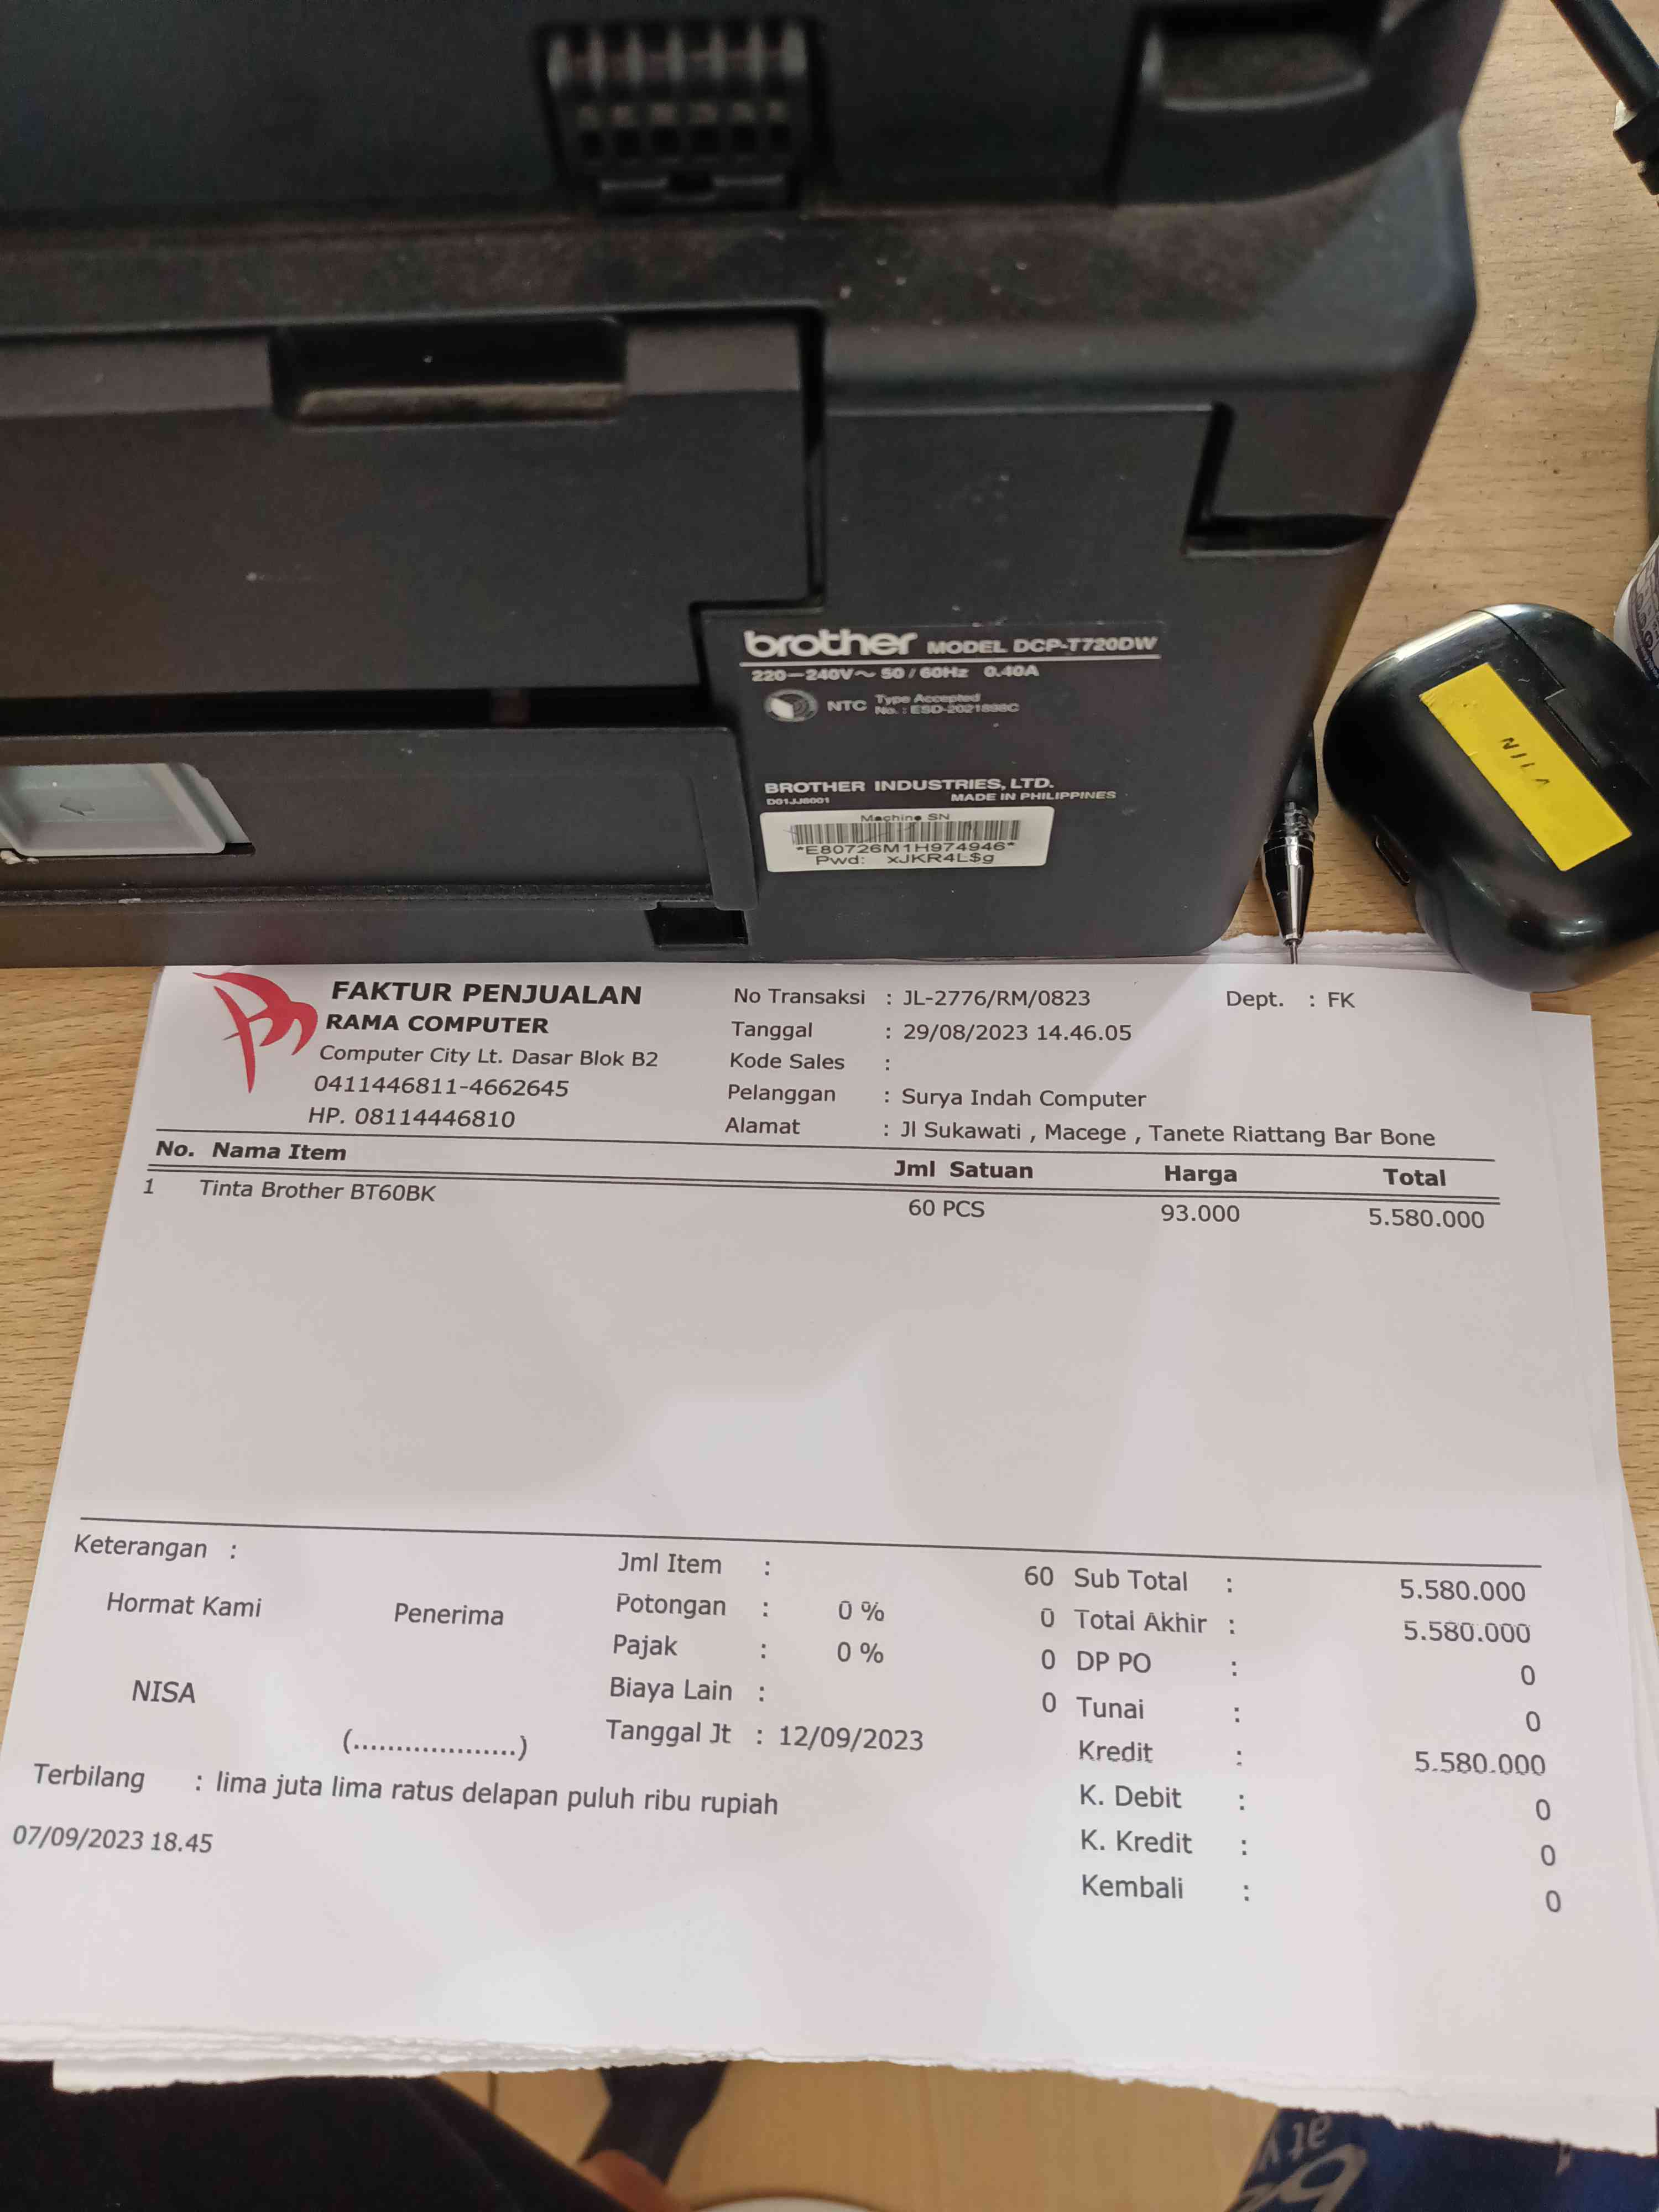 brother MODEL DCP-T720DW
220-240V~ 50/60Hz 0.40A
NTC Type Accepted
No. : ESD-2021898C
BROTHER INDUSTRIES, LTD.
D01JJ8001 MADE IN PHILIPPINES
Machine SN
*E80726M1H974946*
Pwd: xJKR4L$g
NILA
FAKTUR PENJUALAN
RAMA COMPUTER
Computer City Lt. Dasar Blok B2
0411446811-4662645
HP. 08114446810
No Transaksi : JL-2776/RM/0823 Dept. : FK
Tanggal : 29/08/2023 14.46.05
Kode Sales :
Pelanggan : Surya Indah Computer
Alamat : Jl Sukawati , Macege , Tanete Riattang Bar Bone
No. Nama Item Jml Satuan Harga Total
1 Tinta Brother BT60BK 60 PCS 93.000 5.580.000
Keterangan :
Hormat Kami Penerima
NISA
(...................)
Jml Item : 60
Potongan : 0 % 0
Pajak : 0 % 0
Biaya Lain : 0
Tanggal Jt : 12/09/2023
Sub Total : 5.580.000
Total Akhir : 5.580.000
DP PO : 0
Tunai : 0
Kredit : 5.580.000
K. Debit : 0
K. Kredit : 0
Kembali : 0
Terbilang : lima juta lima ratus delapan puluh ribu rupiah
07/09/2023 18.45